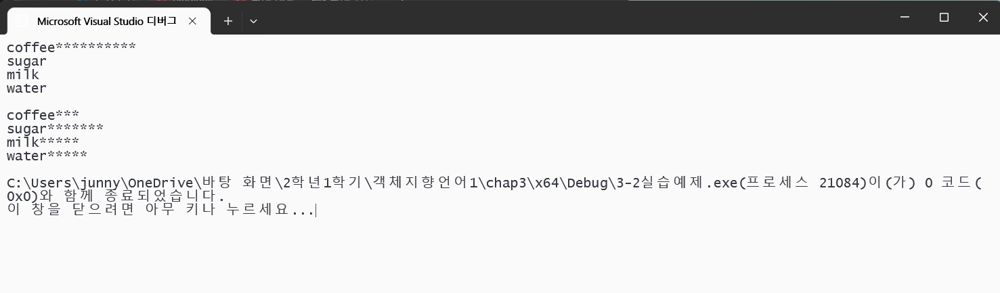 Microsoft Visual Studio 디버그
coffee**********
sugar
milk
water
coffee***
sugar*******
milk*****
water*****
C:\Users\junny\OneDrive\바탕 화면\2학년1학기\객체지향언어1\chap3\x64\Debug\3-2실습예제.exe(프로세스 21084)이(가) 0 코드(
0x0)와 함께 종료되었습니다.
이 창을 닫으려면 아무 키나 누르세요...